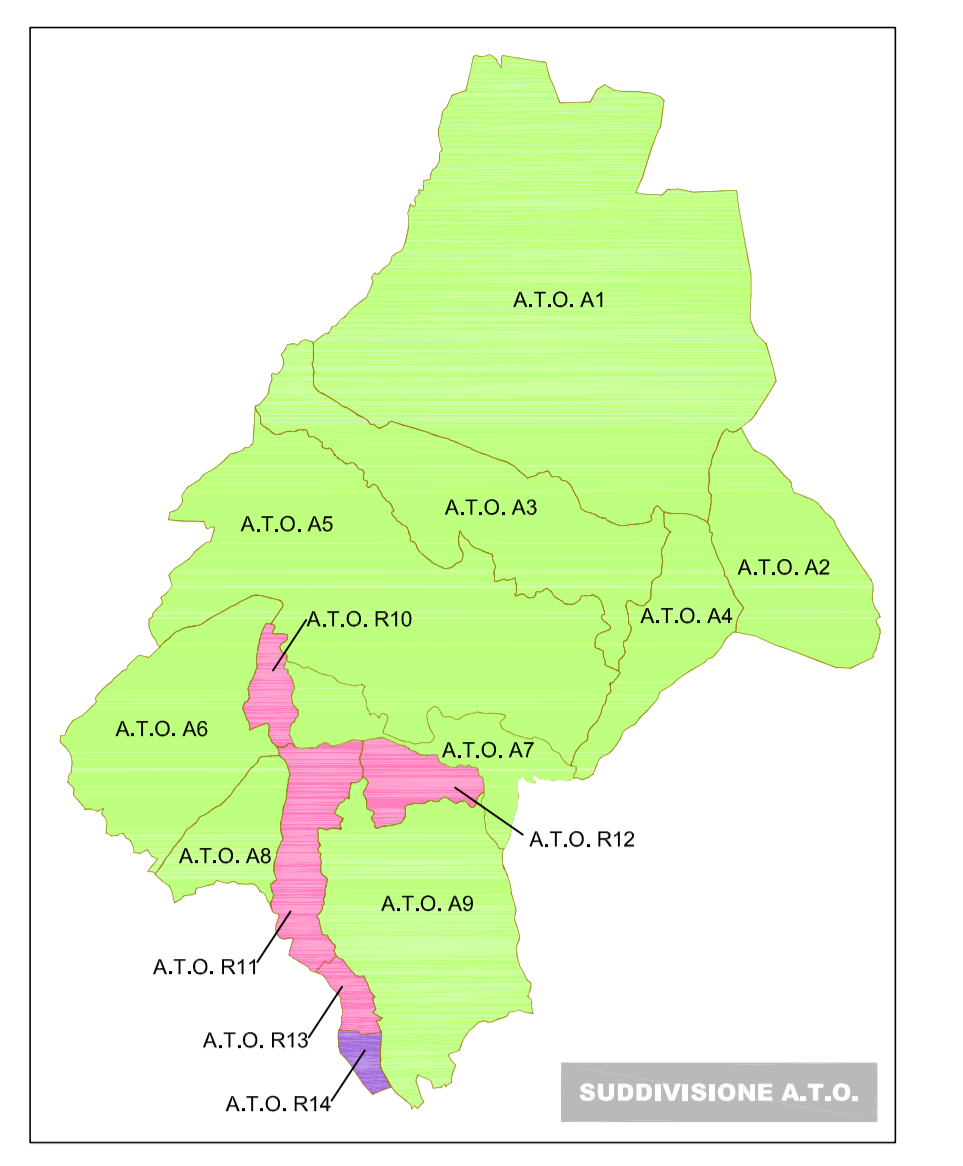 A.T.O. A1
A.T.O. A3
A.T.O. A5
A.T.O. A2
A.T.O. A4
A.T.O. R10
A.T.O. A6
A.T.O. A7
A.T.O. R12
A.T.O. A8
A.T.O. A9
A.T.O. R11
A.T.O. R13
A.T.O. R14
SUDDIVISIONE A.T.O.